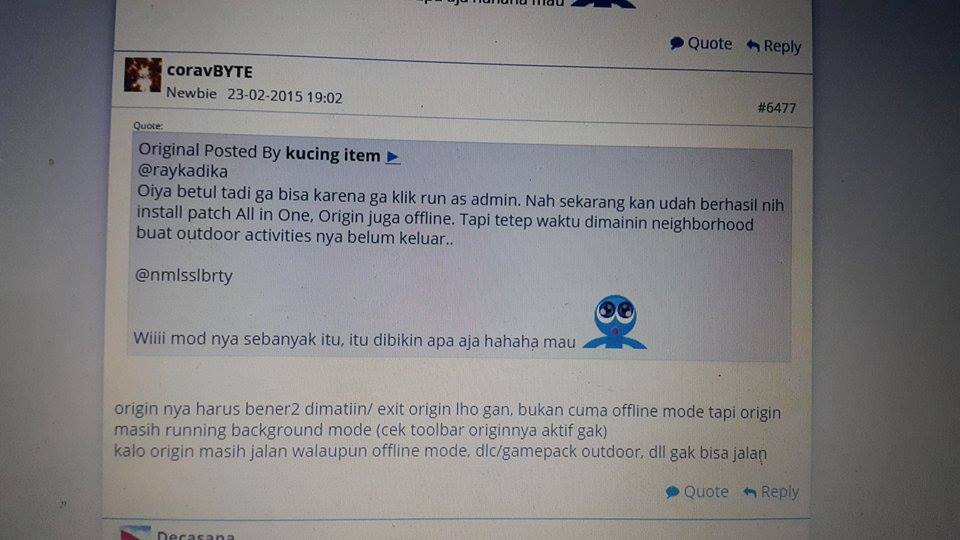 apa aja hahaha mau
Quote Reply
coravBYTE
Newbie 23-02-2015 19:02
#6477
Quote:
Original Posted By kucing item
@raykadika
Oiya betul tadi ga bisa karena ga klik run as admin. Nah sekarang kan udah berhasil nih
install patch All in One, Origin juga offline. Tapi tetep waktu dimainin neighborhood
buat outdoor activities nya belum keluar..
@nmlsslbrty
Wiiii mod nya sebanyak itu, itu dibikin apa aja hahaha mau
origin nya harus bener2 dimatiin/ exit origin lho gan, bukan cuma offline mode tapi origin
masih running background mode (cek toolbar originnya aktif gak)
kalo origin masih jalan walaupun offline mode, dlc/gamepack outdoor, dll gak bisa jalan
Quote Reply
Decasana